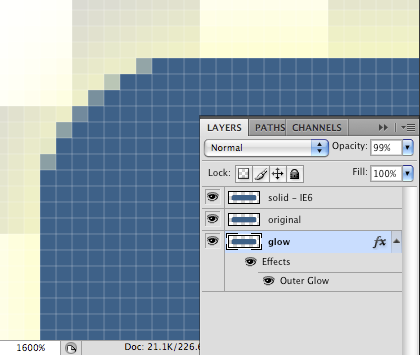 LAYERS PATHS CHANNELS
Normal Opacity: 99%
Lock: Fill: 100%
solid - IE6
original
glow fx
Effects
Outer Glow
1600% Doc: 21.1K/226.6